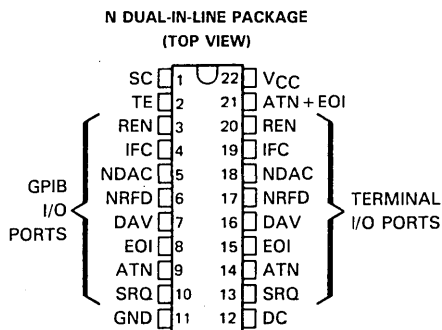 N DUAL-IN-LINE PACKAGE
(TOP VIEW)
SC 1 22 VCC
TE 2 21 ATN + EOI
REN 3 20 REN
IFC 4 19 IFC
NDAC 5 18 NDAC
GPIB I/O PORTS
NRFD 6 17 NRFD
TERMINAL I/O PORTS
DAV 7 16 DAV
EOI 8 15 EOI
ATN 9 14 ATN
SRQ 10 13 SRQ
GND 11 12 DC